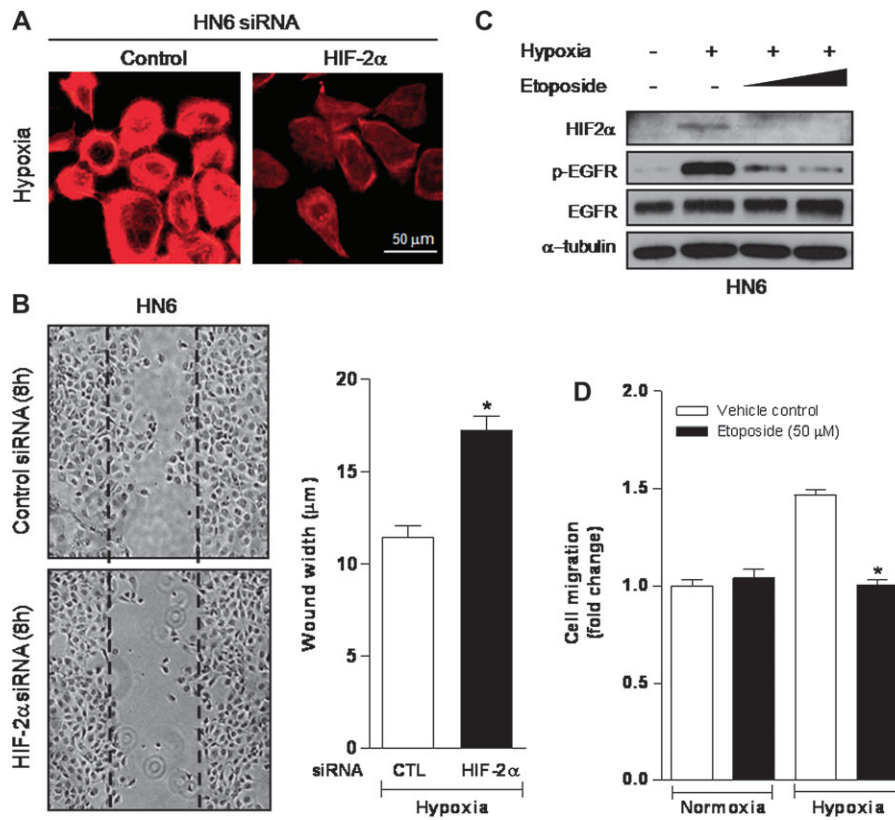 A
HN6 siRNA
Control
HIF-2α
Hypoxia
50 μm
B
HN6
Control siRNA (8h)
HIF-2α siRNA (8h)
Wound width (μm)
20
15
10
5
0
siRNA CTL HIF-2α
Hypoxia
*
C
Hypoxia - + + +
Etoposide - -
HIF2α
p-EGFR
EGFR
α-tubulin
HN6
D
Cell migration
(fold change)
2.0
1.5
1.0
0.5
0.0
Vehicle control
Etoposide (50 μM)
*
Normoxia Hypoxia